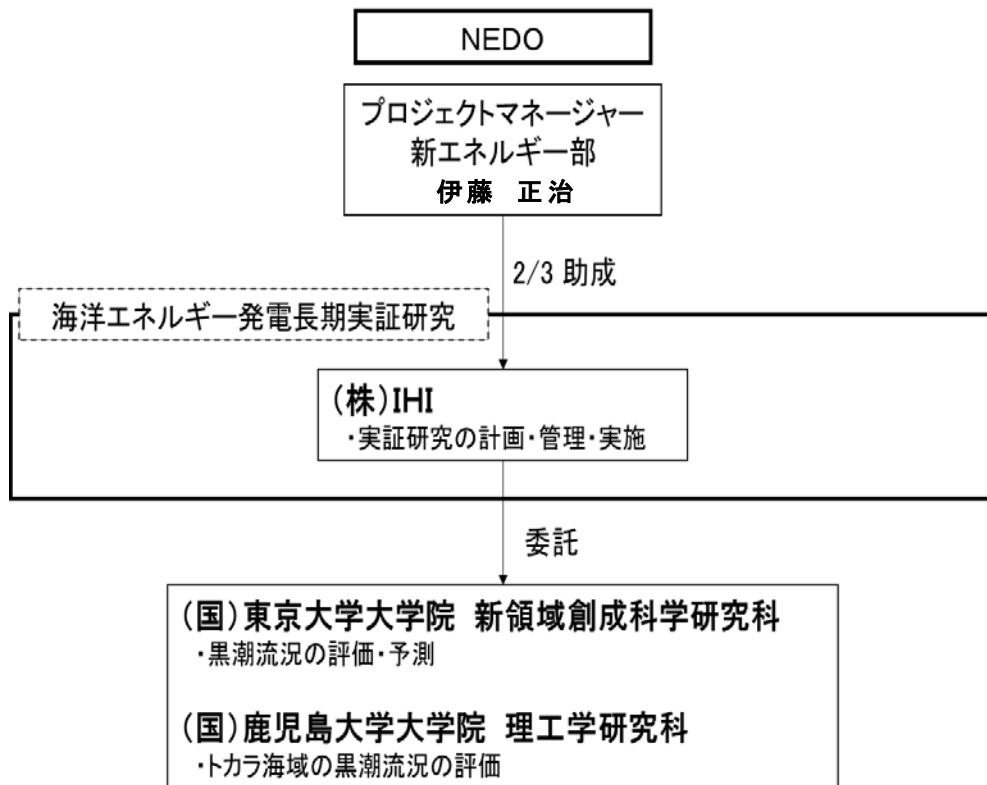 NEDO
プロジェクトマネージャー
新エネルギー部
伊藤 正治
2/3 助成
海洋エネルギー発電長期実証研究
(株)IHI
・実証研究の計画・管理・実施
委託
(国)東京大学大学院 新領域創成科学研究科
・黒潮流況の評価・予測
(国)鹿児島大学大学院 理工学研究科
・トカラ海域の黒潮流況の評価